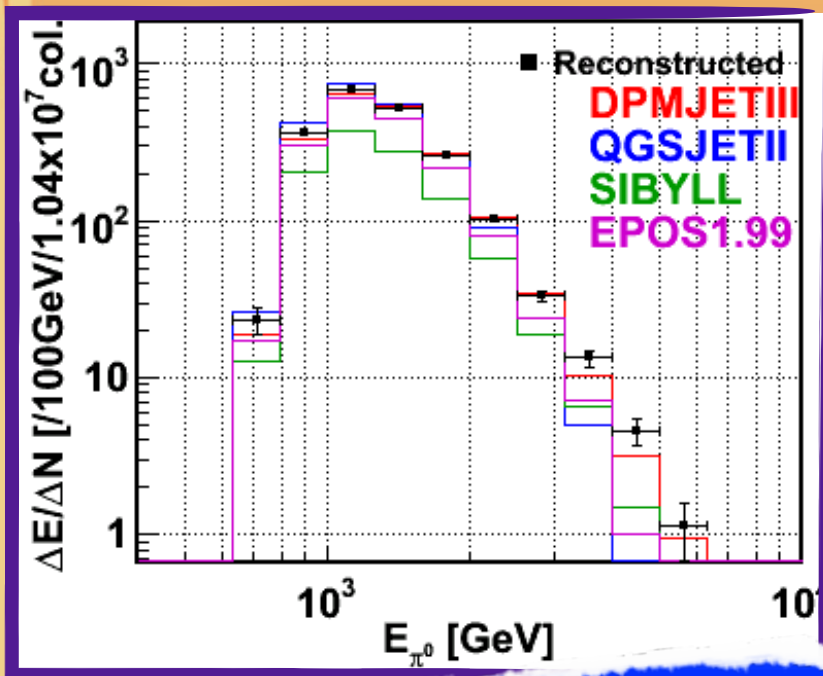 ΔE/ΔN [/100GeV/1.04x10⁷col.
10³
10²
10
1
■ Reconstructed
DPMJETIII
QGSJETII
SIBYLL
EPOS1.99
10³
E_π⁰ [GeV]